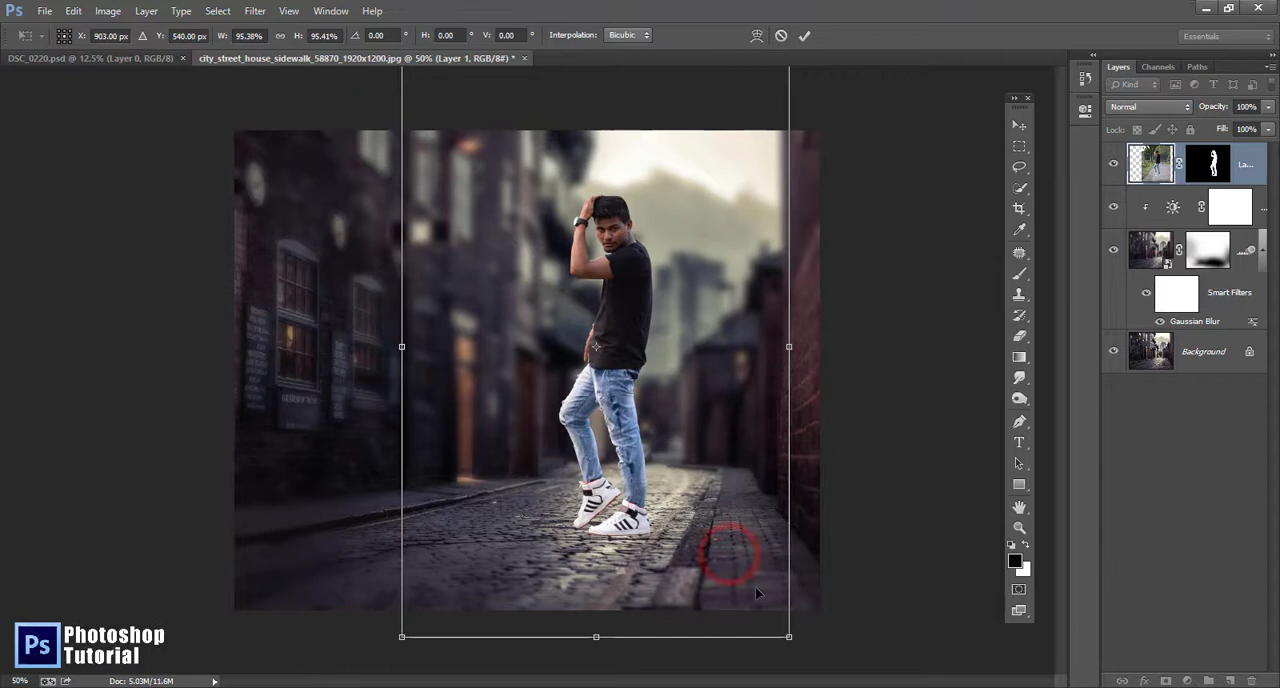 Ps File Edit Image Layer Type Select Filter View Window Help
X: 903.00 px Y: 540.00 px W: 95.38% H: 95.41% 0.00 ° H: 0.00 ° V: 0.00 ° Interpolation: Bicubic Essentials
DSC_0220.psd @ 12.5% (Layer 0, RGB/8) × city_street_house_sidewalk_58870_1920x1200.jpg @ 50% (Layer 1, RGB/8#) * ×
Layers Channels Paths
Kind
Normal Opacity: 100%
Lock: Fill: 100%
La...
...
Smart Filters
Gaussian Blur
Background
Ps Photoshop
Tutorial
50% Doc: 5.03M/11.6M